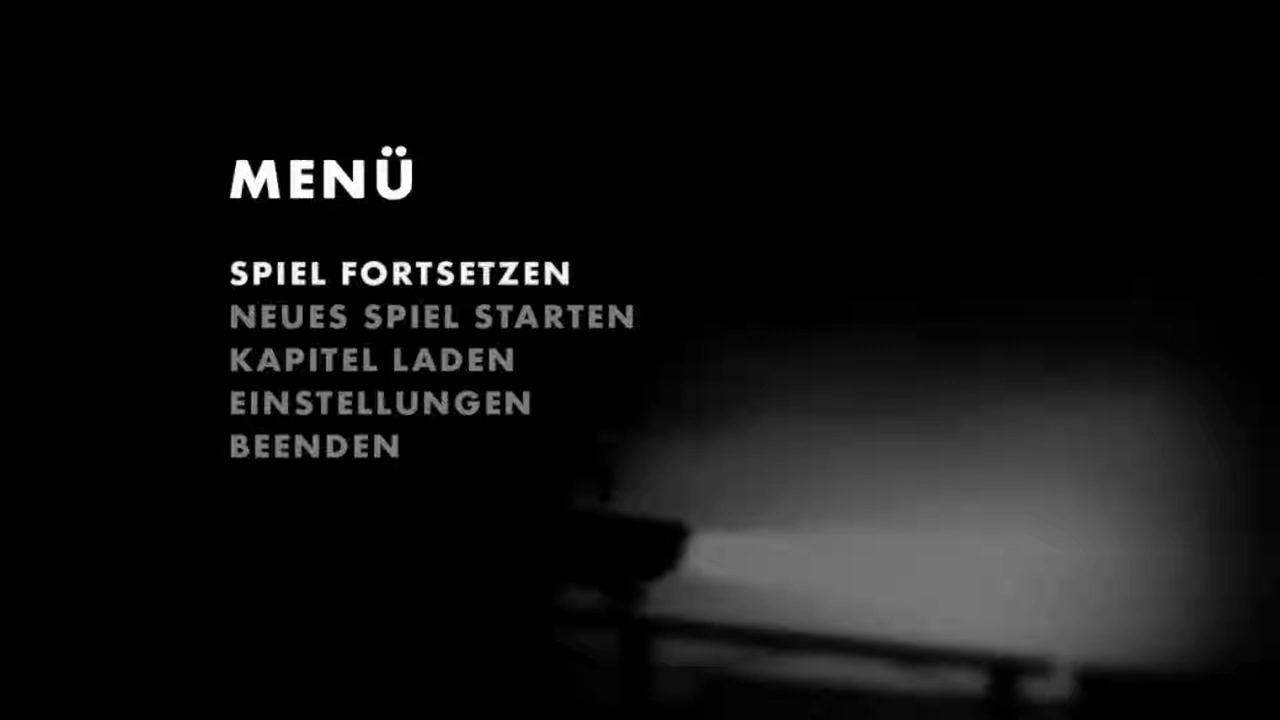 MENÜ
SPIEL FORTSETZEN
NEUES SPIEL STARTEN
KAPITEL LADEN
EINSTELLUNGEN
BEENDEN